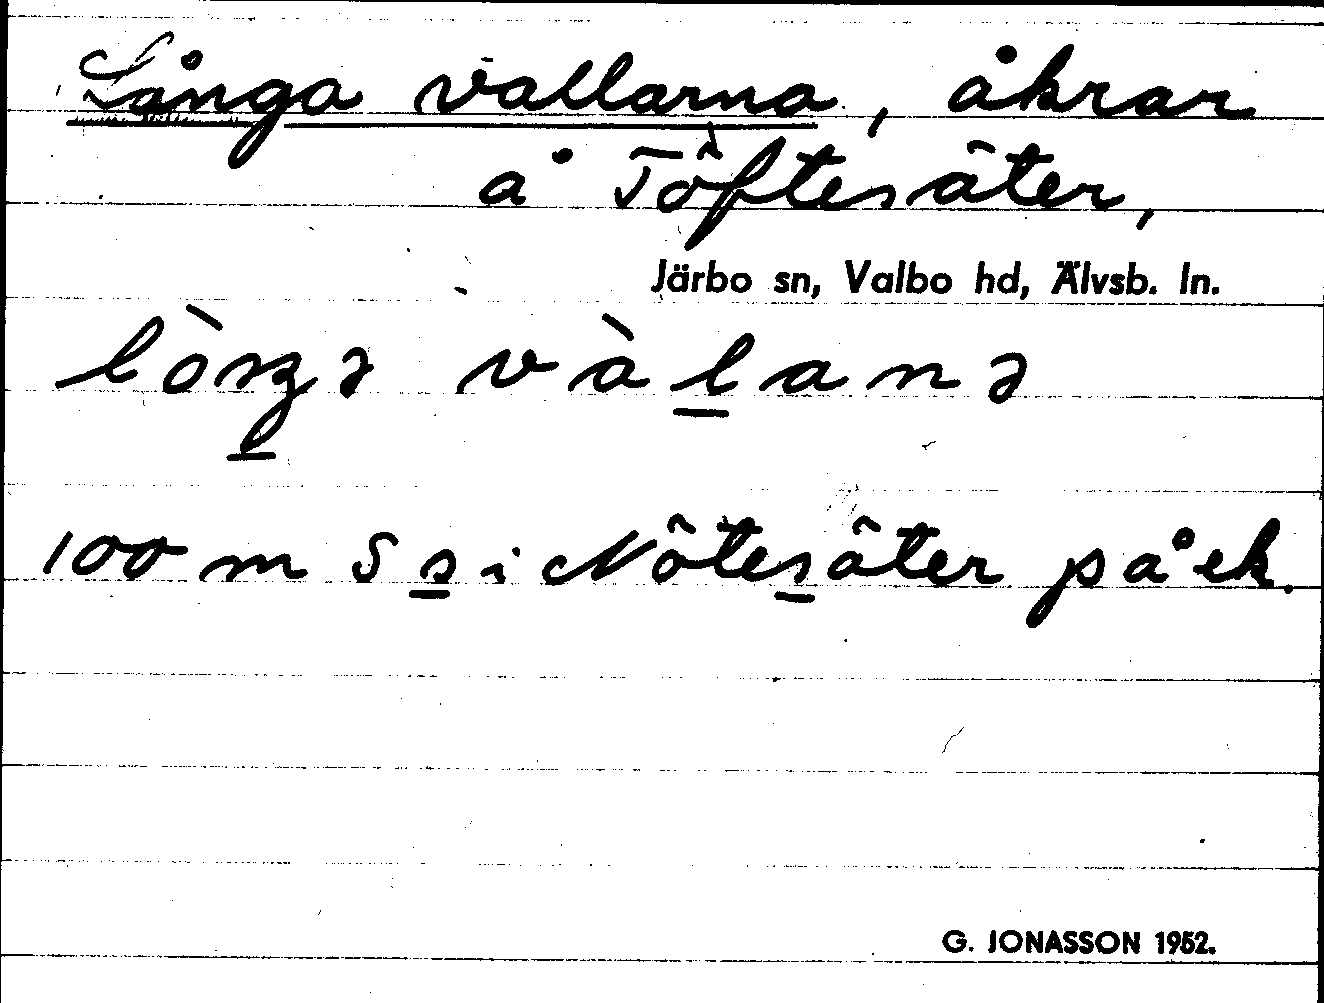 Långa vallarna, åkrar
å Töftesäter,
Järbo sn, Valbo hd, Älvsb. ln.
lòŋə vàlanə
100 m S s i Nötesäter på ek.
G. JONASSON 1952.